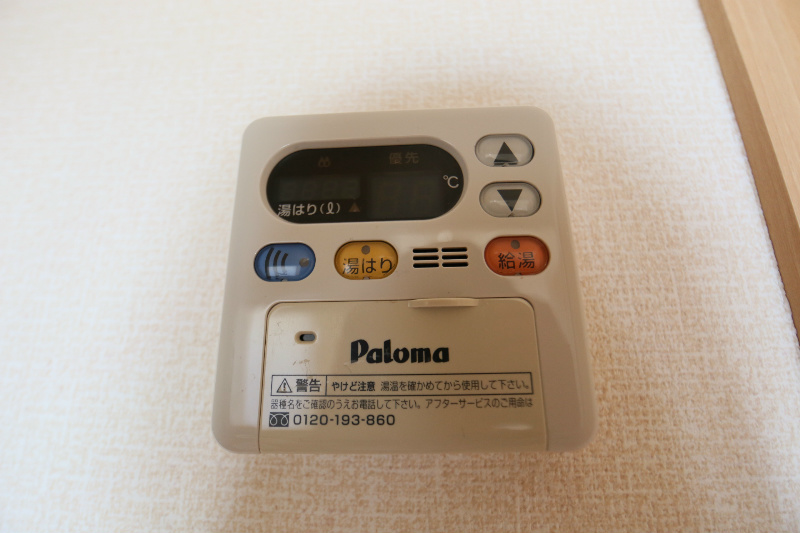 優先
℃
湯はり(ℓ)
湯はり
給湯
Paloma
警告 やけど注意 湯温を確かめてから使用して下さい。
器種名をご確認のうえお電話して下さい。アフターサービスのご用命は
0120-193-860